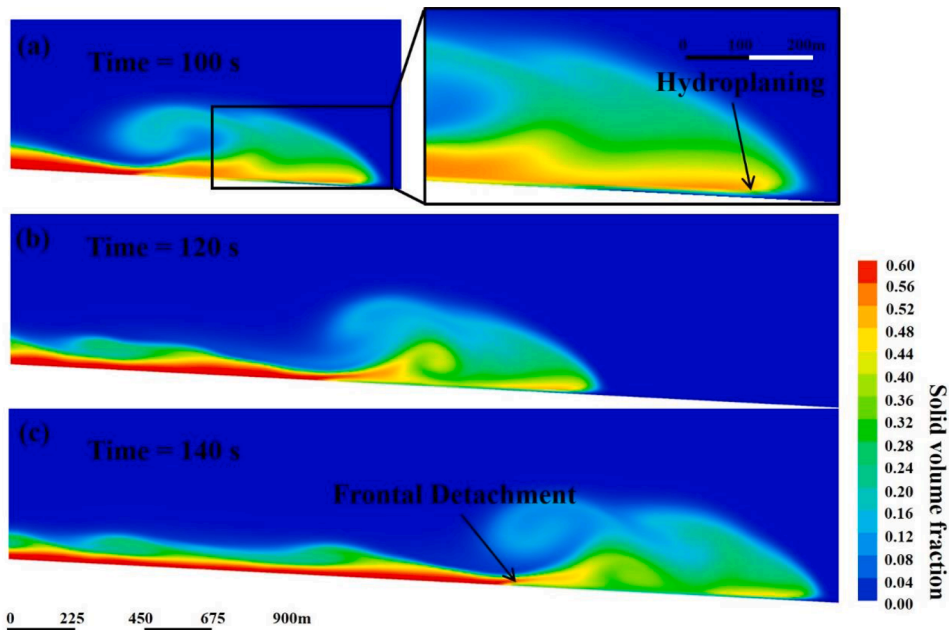 (a)
Time = 100 s
0 100 200m
Hydroplaning
(b)
Time = 120 s
(c)
Time = 140 s
Frontal Detachment
0.60
0.56
0.52
0.48
0.44
0.40
0.36
0.32
0.28
0.24
0.20
0.16
0.12
0.08
0.04
0.00
Solid volume fraction
0 225 450 675 900m